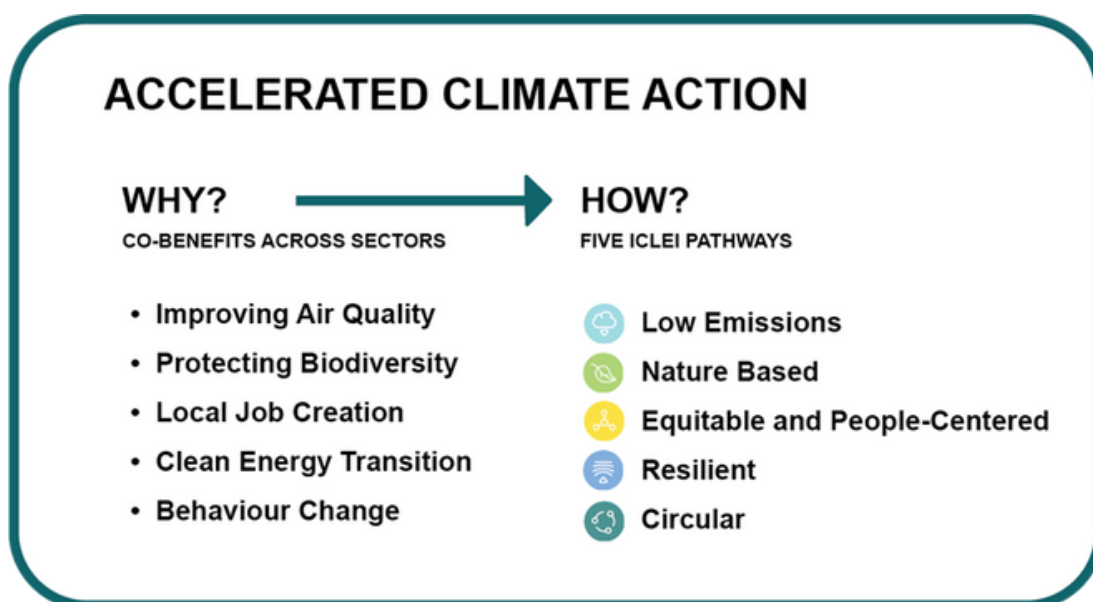 ACCELERATED CLIMATE ACTION
WHY?
CO-BENEFITS ACROSS SECTORS
• Improving Air Quality
• Protecting Biodiversity
• Local Job Creation
• Clean Energy Transition
• Behaviour Change
HOW?
FIVE ICLEI PATHWAYS
Low Emissions
Nature Based
Equitable and People-Centered
Resilient
Circular